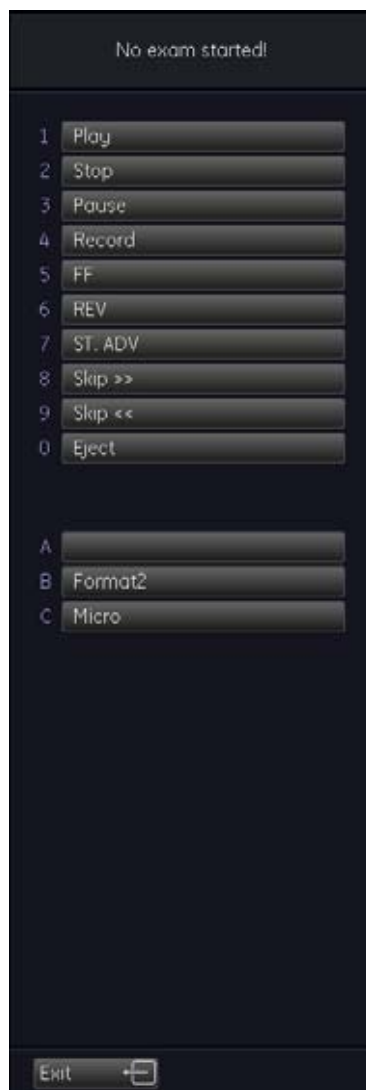 No exam started!
1 Play
2 Stop
3 Pause
4 Record
5 FF
6 REV
7 ST. ADV
8 Skip >>
9 Skip <<
0 Eject
A
B Format2
C Micro
Exit